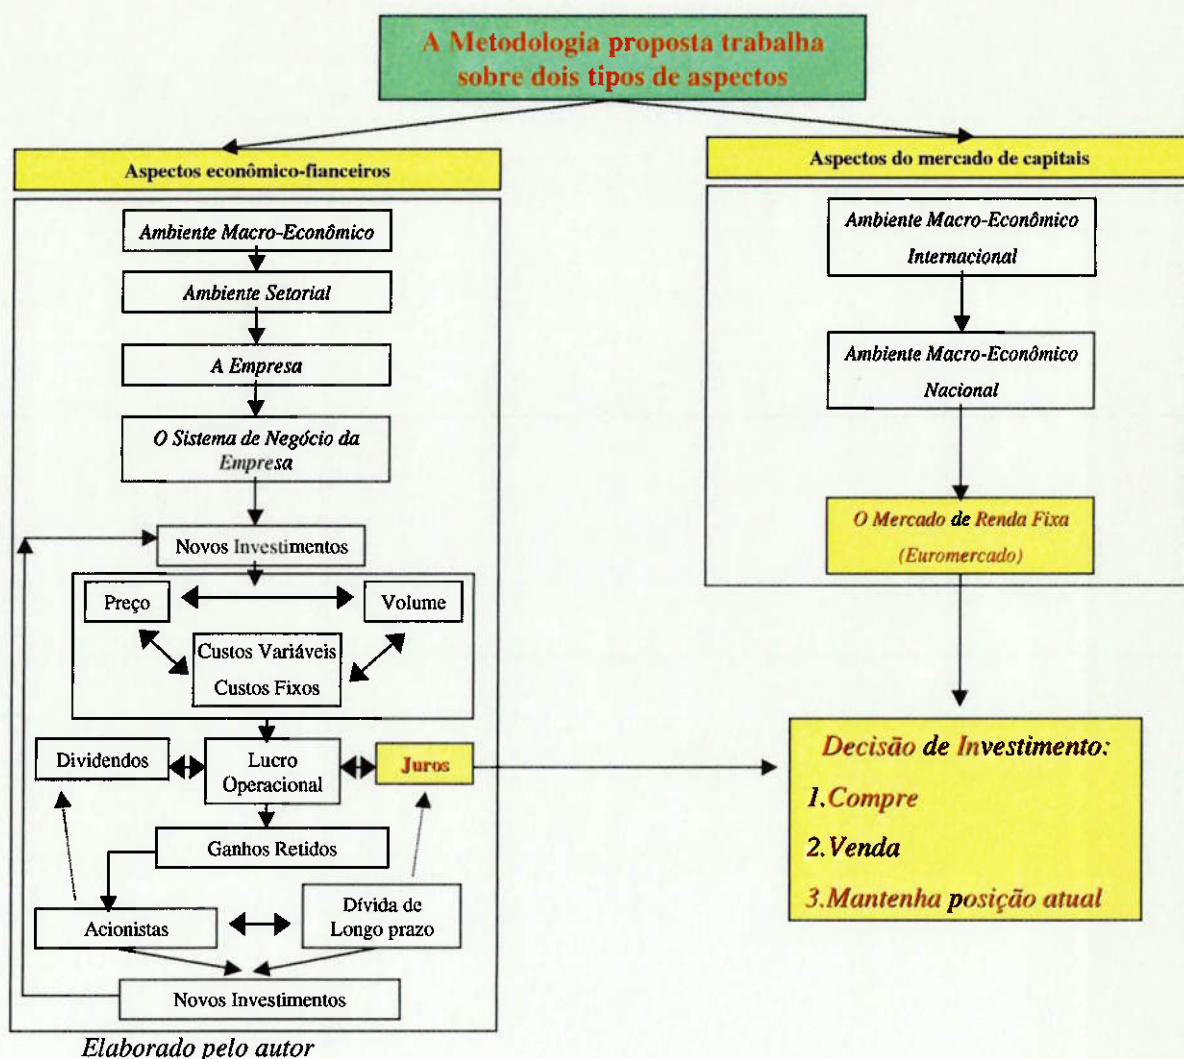 A Metodologia proposta trabalha
sobre dois tipos de aspectos
Aspectos econômico-fianceiros
Ambiente Macro-Econômico
Ambiente Setorial
A Empresa
O Sistema de Negócio da
Empresa
Novos Investimentos
Preço
Volume
Custos Variáveis
Custos Fixos
Dividendos
Lucro
Operacional
Juros
Ganhos Retidos
Acionistas
Dívida de
Longo prazo
Novos Investimentos
Elaborado pelo autor
Aspectos do mercado de capitais
Ambiente Macro-Econômico
Internacional
Ambiente Macro-Econômico
Nacional
O Mercado de Renda Fixa
(Euromercado)
Decisão de Investimento:
1.Compre
2.Venda
3.Mantenha posição atual